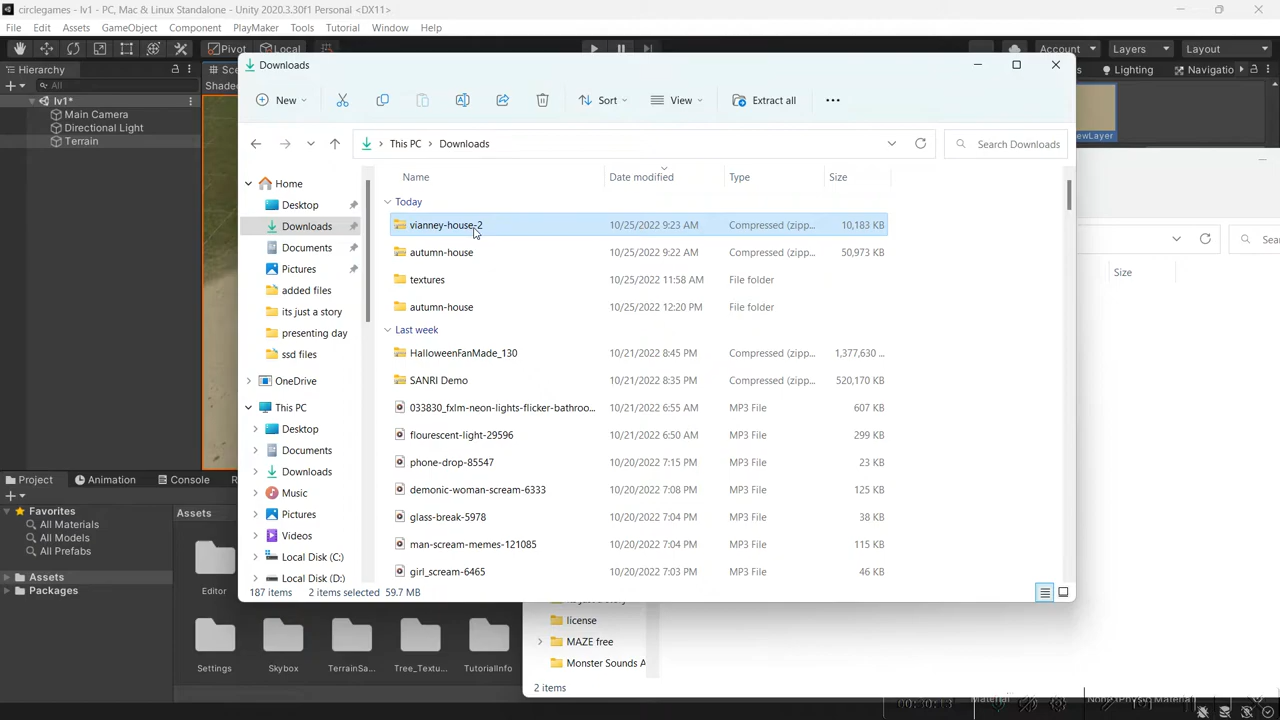 circlegames - lv1 - PC, Mac & Linux Standalone - Unity 2020.3.30f1 Personal <DX11>
File Edit Assets GameObject Component PlayMaker Tools Tutorial Window Help
Pivot Local Account Layers Layout
Hierarchy Lighting Navigatio
All
lv1*
Main Camera
Directional Light
Terrain
Downloads
New Sort View Extract all
This PC > Downloads Search Downloads
Name Date modified Type Size
Home
Desktop
Downloads
Documents
Pictures
added files
its just a story
presenting day
ssd files
OneDrive
This PC
Desktop
Documents
Downloads
Music
Pictures
Videos
Local Disk (C:)
Local Disk (D:)
Today
vianney-house-2 10/25/2022 9:23 AM Compressed (zipp... 10,183 KB
autumn-house 10/25/2022 9:22 AM Compressed (zipp... 50,973 KB
textures 10/25/2022 11:58 AM File folder
autumn-house 10/25/2022 12:20 PM File folder
Last week
HalloweenFanMade_130 10/21/2022 8:45 PM Compressed (zipp... 1,377,630 ...
SANRI Demo 10/21/2022 8:35 PM Compressed (zipp... 520,170 KB
033830_fxlm-neon-lights-flicker-bathroo... 10/21/2022 6:55 AM MP3 File 607 KB
flourescent-light-29596 10/21/2022 6:50 AM MP3 File 299 KB
phone-drop-85547 10/20/2022 7:15 PM MP3 File 23 KB
demonic-woman-scream-6333 10/20/2022 7:08 PM MP3 File 125 KB
glass-break-5978 10/20/2022 7:04 PM MP3 File 38 KB
man-scream-memes-121085 10/20/2022 7:04 PM MP3 File 115 KB
girl_scream-6465 10/20/2022 7:03 PM MP3 File 46 KB
187 items 2 items selected 59.7 MB
Size
Project Animation Console
Favorites
All Materials
All Models
All Prefabs
Assets
Packages
Assets
Editor
Settings Skybox TerrainSa... Tree_Textu... TutorialInfo
license
MAZE free
Monster Sounds A
2 items